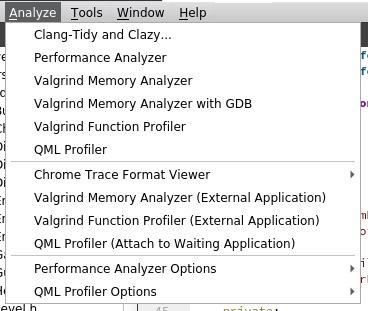 Analyze Tools Window Help
Clang-Tidy and Clazy...
Performance Analyzer
Valgrind Memory Analyzer
Valgrind Memory Analyzer with GDB
Valgrind Function Profiler
QML Profiler
Chrome Trace Format Viewer
Valgrind Memory Analyzer (External Application)
Valgrind Function Profiler (External Application)
QML Profiler (Attach to Waiting Application)
Performance Analyzer Options
QML Profiler Options
45 private: